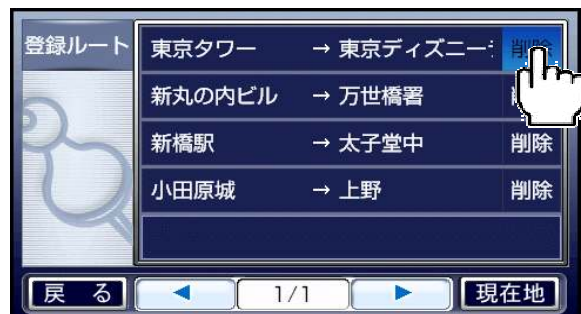 登録ルート
東京タワー → 東京ディズニー 削除
新丸の内ビル → 万世橋署
新橋駅 → 太子堂中 削除
小田原城 → 上野 削除
戻る ◀ 1/1 ▶ 現在地